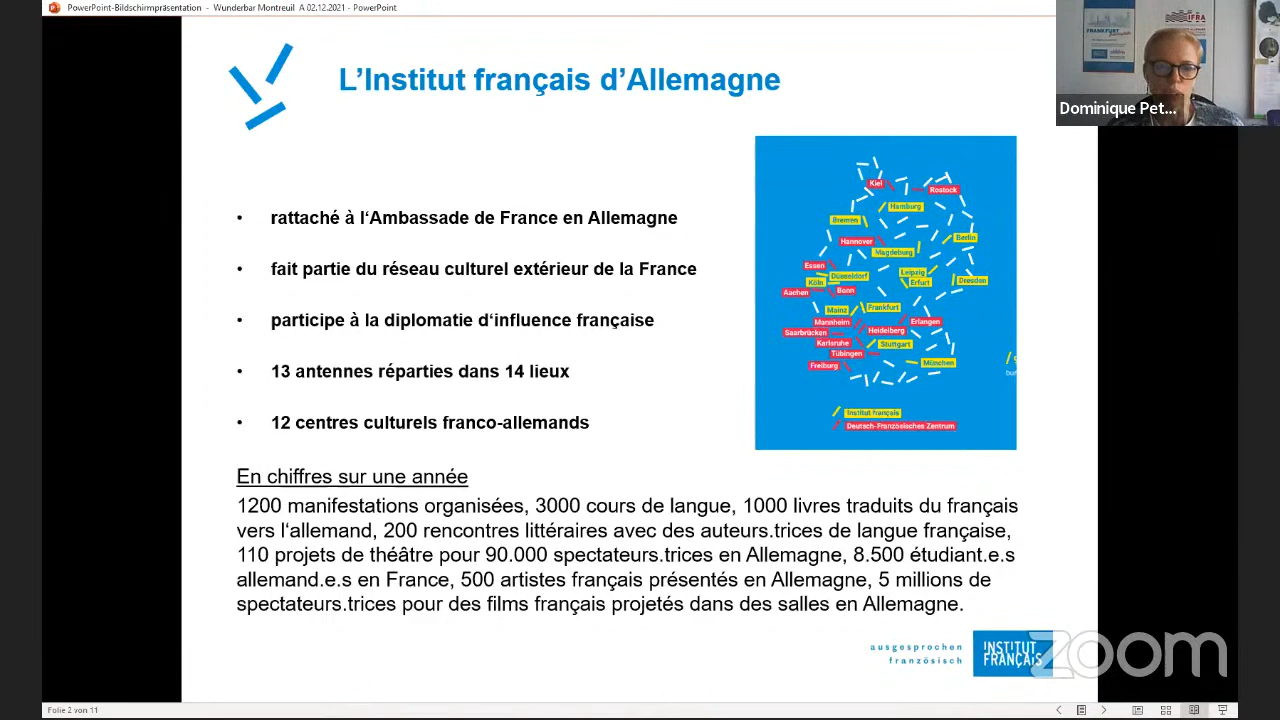 PowerPoint-Bildschirmpräsentation - Wunderbar Montreuil A 02.12.2021 - PowerPoint
FRANKFURT
IFRA
Dominique Pet...
L'Institut français d'Allemagne
• rattaché à l'Ambassade de France en Allemagne
• fait partie du réseau culturel extérieur de la France
• participe à la diplomatie d'influence française
• 13 antennes réparties dans 14 lieux
• 12 centres culturels franco-allemands
Kiel
Rostock
Hamburg
Bremen
Berlin
Hannover
Magdeburg
Essen
Düsseldorf
Leipzig
Köln
Erfurt
Dresden
Aachen
Bonn
Mainz
Frankfurt
Mannheim
Erlangen
Saarbrücken
Heidelberg
Karlsruhe
Stuttgart
Tübingen
Freiburg
München
Institut français
Deutsch-Französisches Zentrum
En chiffres sur une année
1200 manifestations organisées, 3000 cours de langue, 1000 livres traduits du français
vers l'allemand, 200 rencontres littéraires avec des auteurs.trices de langue française,
110 projets de théâtre pour 90.000 spectateurs.trices en Allemagne, 8.500 étudiant.e.s
allemand.e.s en France, 500 artistes français présentés en Allemagne, 5 millions de
spectateurs.trices pour des films français projetés dans des salles en Allemagne.
ausgesprochen
französisch
INSTITUT
FRANÇAIS
zoom
Folie 2 von 11